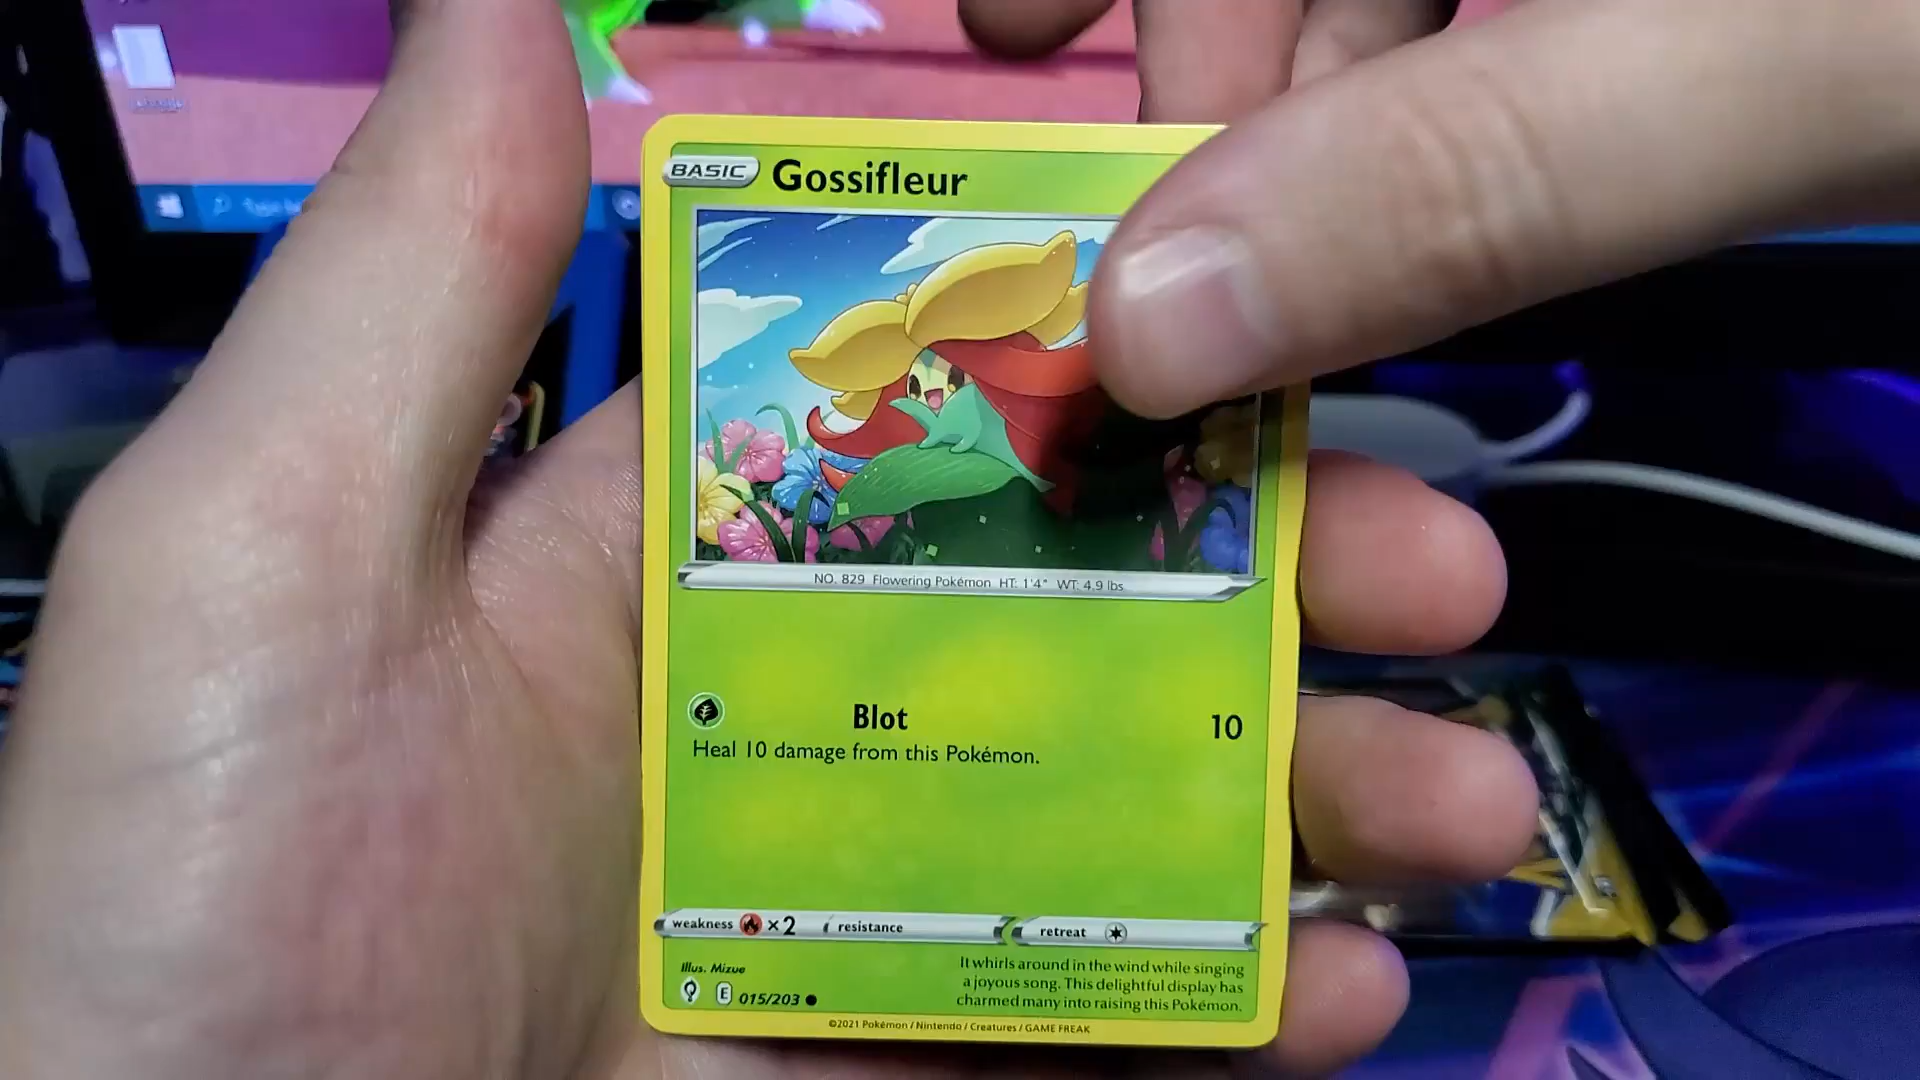 BASIC Gossifleur
NO. 829 Flowering Pokémon HT: 1'4" WT: 4.9 lbs
Blot 10
Heal 10 damage from this Pokémon.
weakness ×2 resistance retreat
Illus. Mizue
E 015/203
It whirls around in the wind while singing
a joyous song. This delightful display has
charmed many into raising this Pokémon.
©2021 Pokémon / Nintendo / Creatures / GAME FREAK